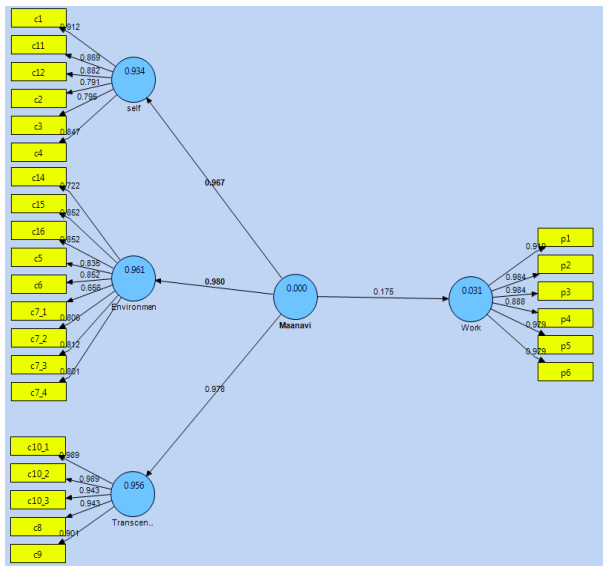 c1
0.912
c11
0.869
c12
0.882
c2
0.791
c3
0.795
c4
0.847
0.934
self
c14
0.722
c15
0.852
c16
0.852
c5
0.836
c6
0.852
c7_1
0.656
c7_2
0.806
c7_3
0.812
c7_4
0.801
0.961
Environmen
c10_1
0.989
c10_2
0.989
c10_3
0.943
c8
0.943
c9
0.901
0.956
Transcen...
0.967
0.980
0.978
0.000
Maanavi
0.175
0.031
Work
p1
p2
0.984
p3
0.984
p4
0.888
p5
0.979
p6
0.979